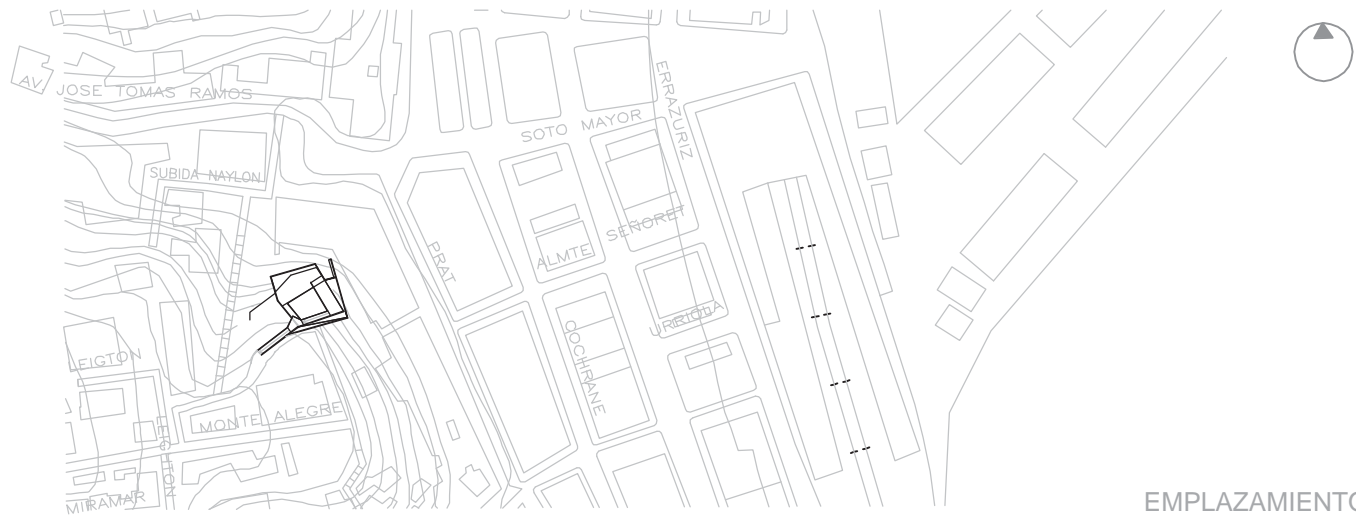 AV JOSE TOMAS RAMOS
ERRAZURIZ
SOTO MAYOR
SUBIDA NAYLON
SEÑORET
ALMTE
PRAT
URRIOLA
COCHRANE
LEIGTON
MONTE ALEGRE
LEIGHTON
MIRAMAR
EMPLAZAMIENTO